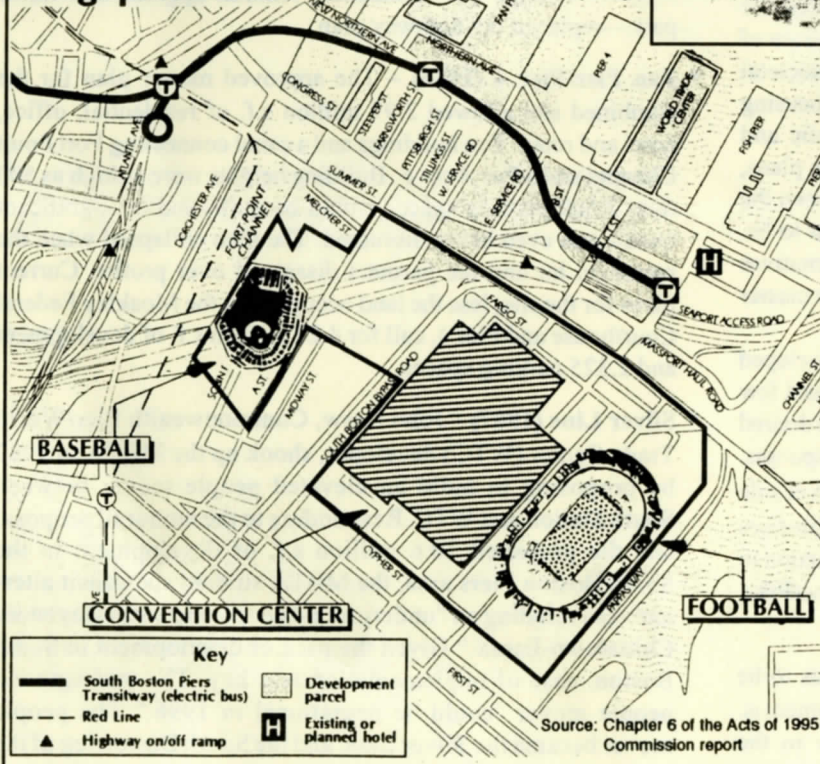 NEW NORTHERN AVE
NORTHERN AVE
FAN
PIER 4
WORLD TRADE CENTER
FISH PIER
PIER
CONGRESS ST
SLEEPER ST
FARNSWORTH ST
PITTSBURGH ST.
STILLINGS ST
W. SERVICE RD.
SUMMER ST
MELCHER ST
E. SERVICE RD
B ST
ATLANTIC AVE
DORCHESTER AVE
FORT POINT CHANNEL
T
T
T
H
SEAPORT ACCESS ROAD
FARGO ST
MASSPORT HAUL ROAD
CHANNEL ST
A ST
MIDWAY ST
SOUTH BOSTON BYPASS ROAD
BASEBALL
T
CYPHER ST
CONVENTION CENTER
FOOTBALL
FIRST ST
Key
South Boston Piers
Transitway (electric bus)
Red Line
Highway on/off ramp
Development
parcel
H
Existing or
planned hotel
Source: Chapter 6 of the Acts of 1995
Commission report